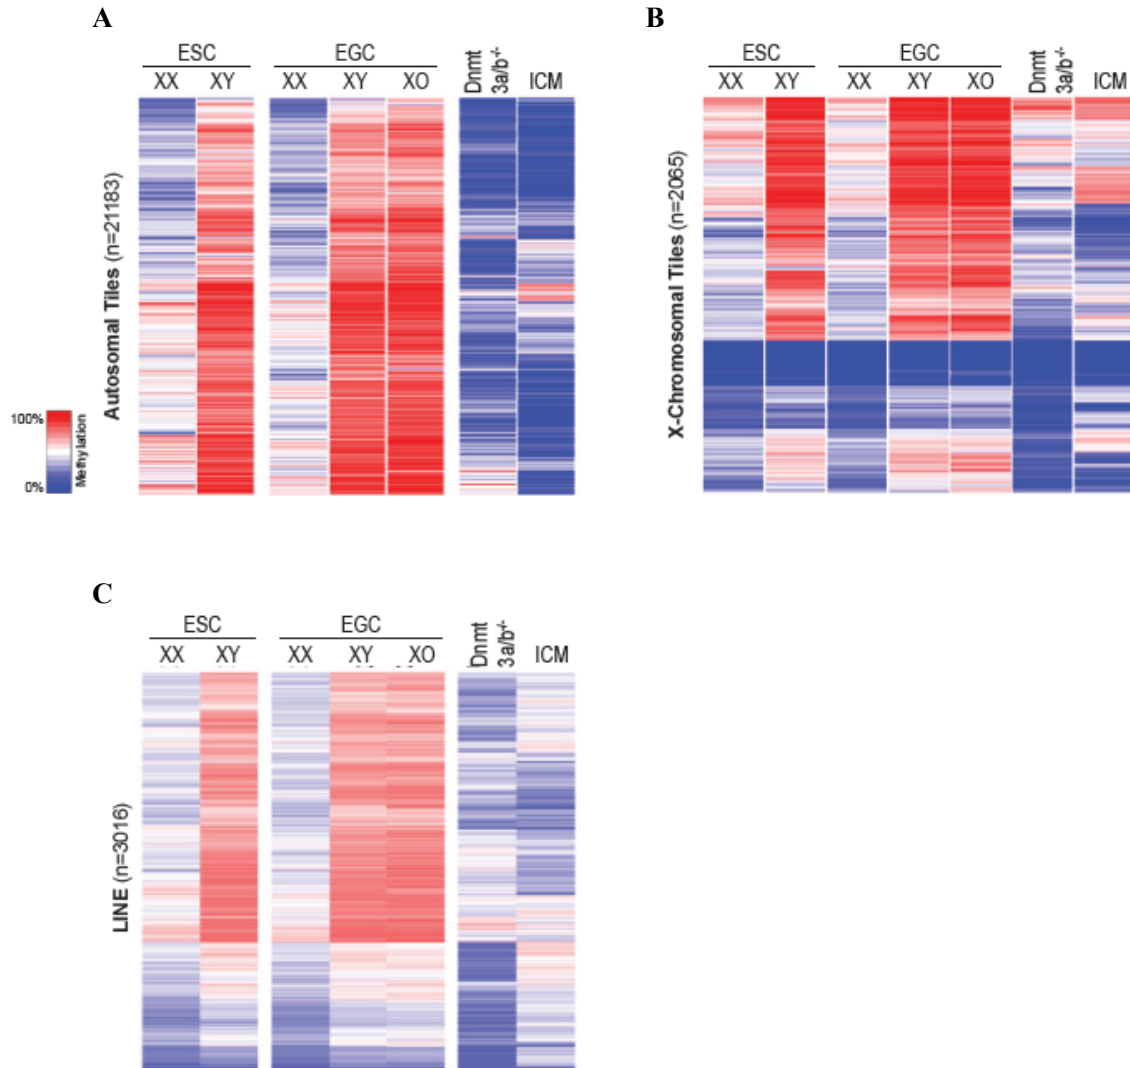 A
ESC
EGC
XX XY XX XY XO
Dnmt
3a/b-/-
ICM
Autosomal Tiles (n=21183)
100%
0%
Methylation
B
ESC
EGC
XX XY XX XY XO
Dnmt
3a/b-/-
ICM
X-Chromosomal Tiles (n=2065)
C
ESC
EGC
XX XY XX XY XO
Dnmt
3a/b-/-
ICM
LINE (n=3016)